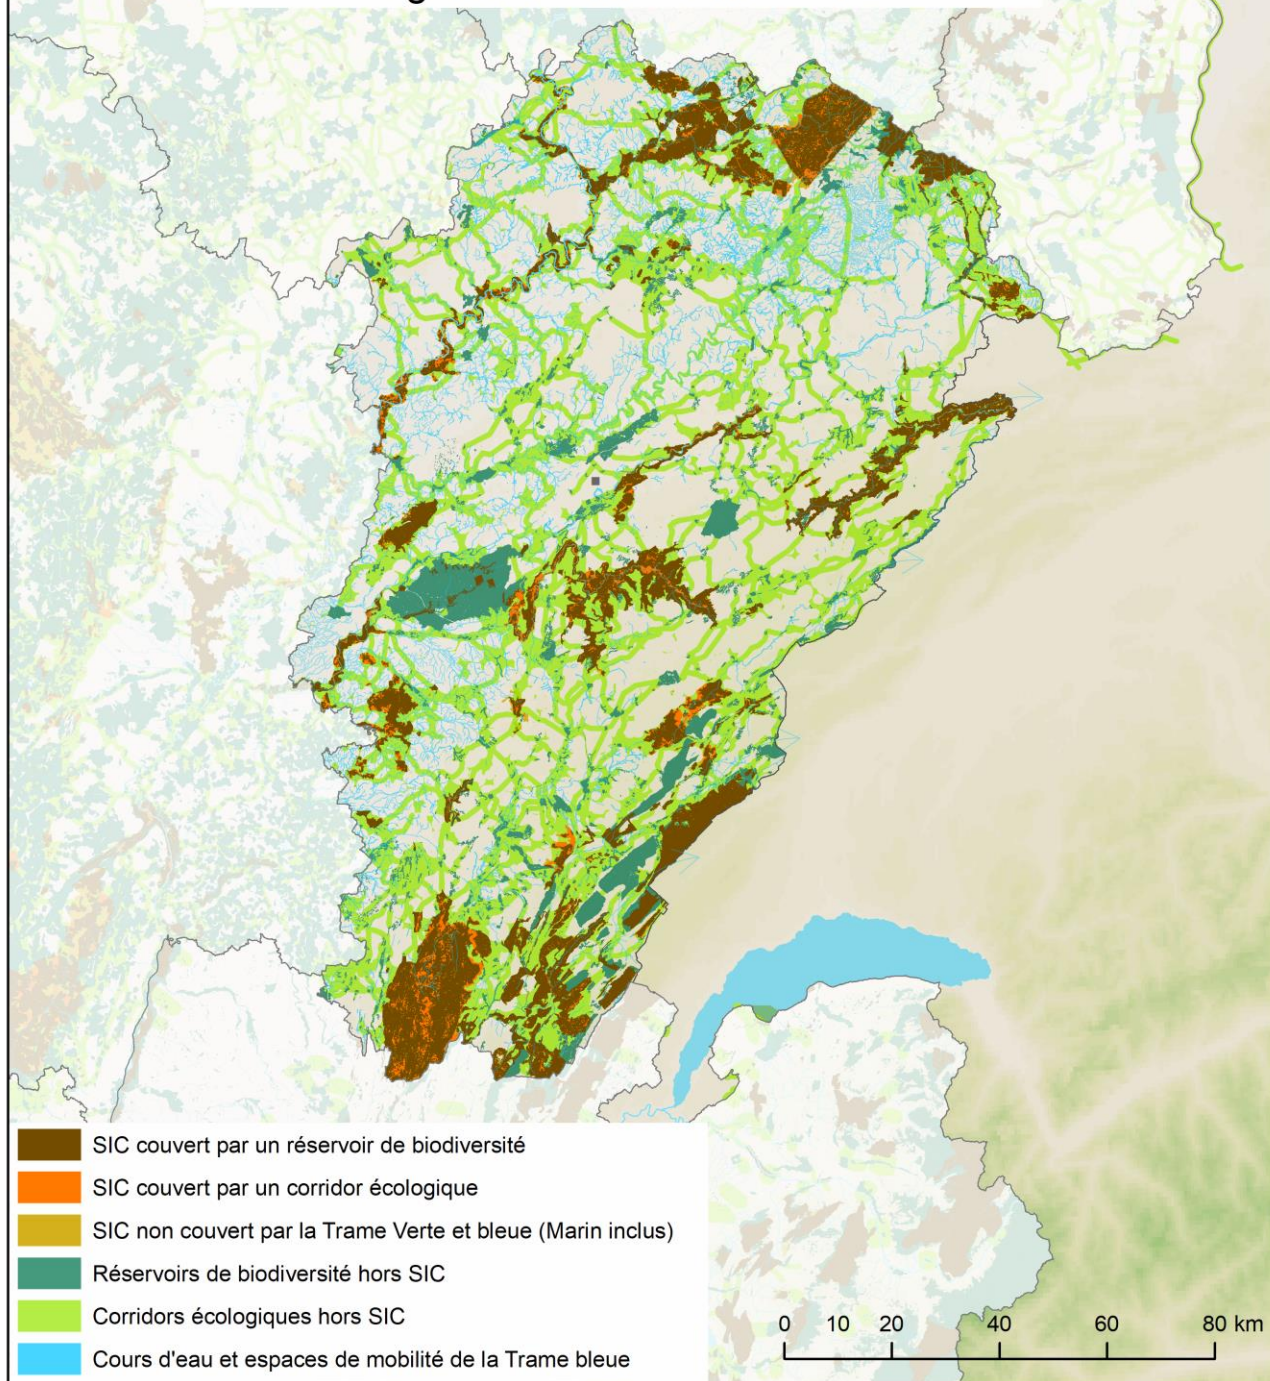 SIC couvert par un réservoir de biodiversité
SIC couvert par un corridor écologique
SIC non couvert par la Trame Verte et bleue (Marin inclus)
Réservoirs de biodiversité hors SIC
Corridors écologiques hors SIC
Cours d'eau et espaces de mobilité de la Trame bleue
0 10 20 40 60 80 km